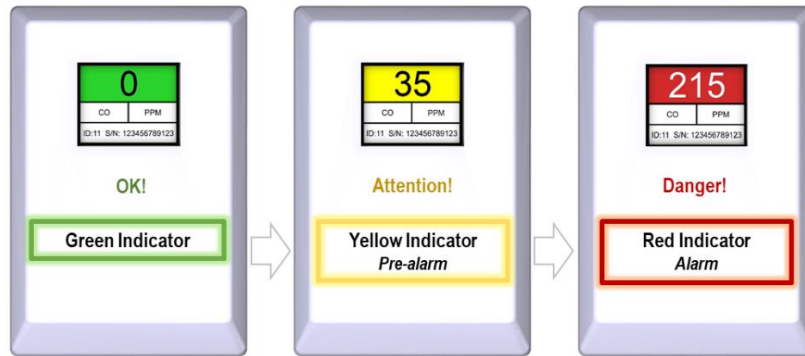 0
CO PPM
ID:11 S/N: 123456789123
OK!
Green Indicator
35
CO PPM
ID:11 S/N: 123456789123
Attention!
Yellow Indicator
Pre-alarm
215
CO PPM
ID:11 S/N: 123456789123
Danger!
Red Indicator
Alarm